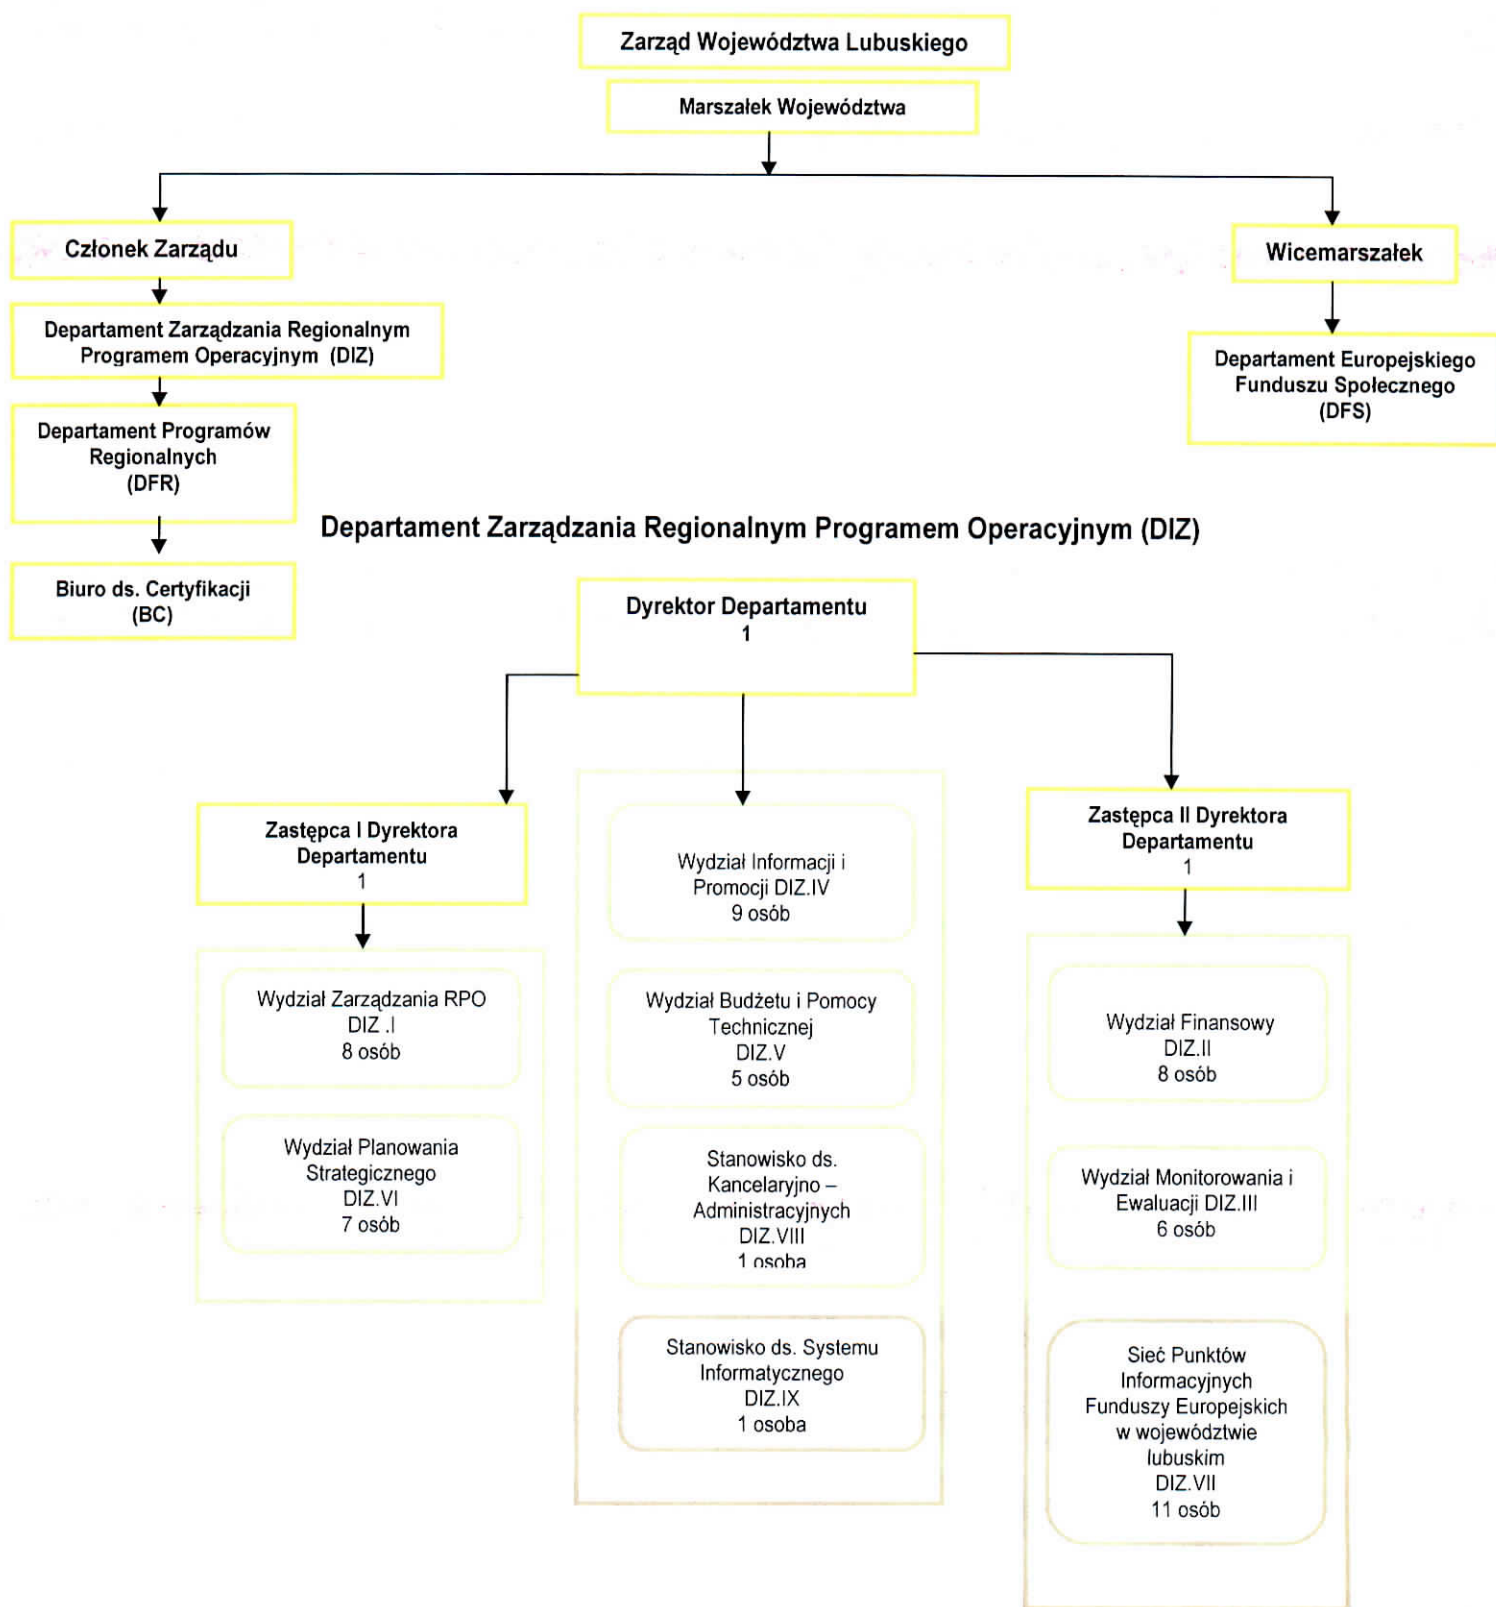 Zarząd Województwa Lubuskiego
Marszałek Województwa
Członek Zarządu
Wicemarszałek
Departament Zarządzania Regionalnym
Programem Operacyjnym (DIZ)
Departament Europejskiego
Funduszu Społecznego
(DFS)
Departament Programów
Regionalnych
(DFR)
Biuro ds. Certyfikacji
(BC)
Departament Zarządzania Regionalnym Programem Operacyjnym (DIZ)
Dyrektor Departamentu
1
Zastępca I Dyrektora
Departamentu
1
Wydział Zarządzania RPO
DIZ .I
8 osób
Wydział Planowania
Strategicznego
DIZ.VI
7 osób
Wydział Informacji i
Promocji DIZ.IV
9 osób
Wydział Budżetu i Pomocy
Technicznej
DIZ.V
5 osób
Stanowisko ds.
Kancelaryjno –
Administracyjnych
DIZ.VIII
1 osoba
Stanowisko ds. Systemu
Informatycznego
DIZ.IX
1 osoba
Zastępca II Dyrektora
Departamentu
1
Wydział Finansowy
DIZ.II
8 osób
Wydział Monitorowania i
Ewaluacji DIZ.III
6 osób
Sieć Punktów
Informacyjnych
Funduszy Europejskich
w województwie
lubuskim
DIZ.VII
11 osób